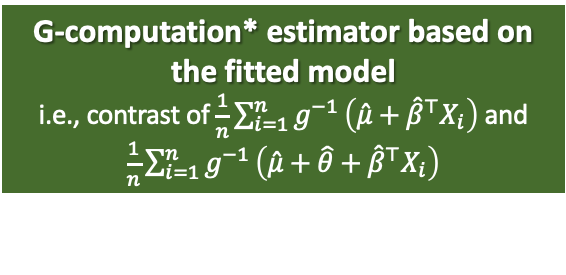 G-computation* estimator based on
the fitted model
i.e., contrast of $\frac{1}{n}\sum_{i=1}^{n} g^{-1}\left(\hat{\mu} + \hat{\beta}^{\top} X_i\right)$ and
$\frac{1}{n}\sum_{i=1}^{n} g^{-1}\left(\hat{\mu} + \hat{\theta} + \hat{\beta}^{\top} X_i\right)$